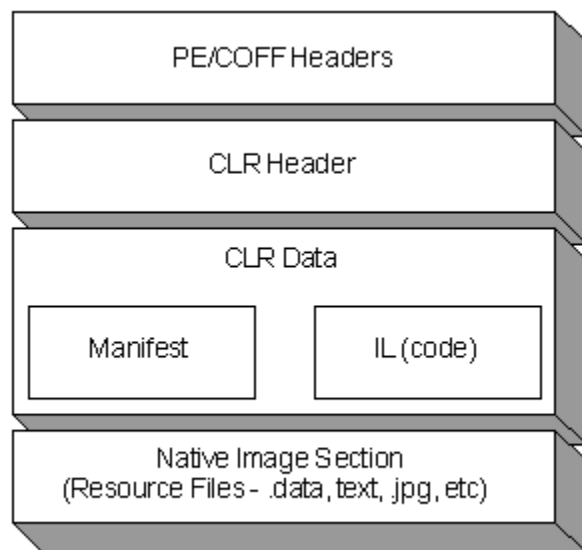 PE/COFF Headers
CLR Header
CLR Data
Manifest
IL (code)
Native Image Section
(Resource Files - .data, text, .jpg, etc)